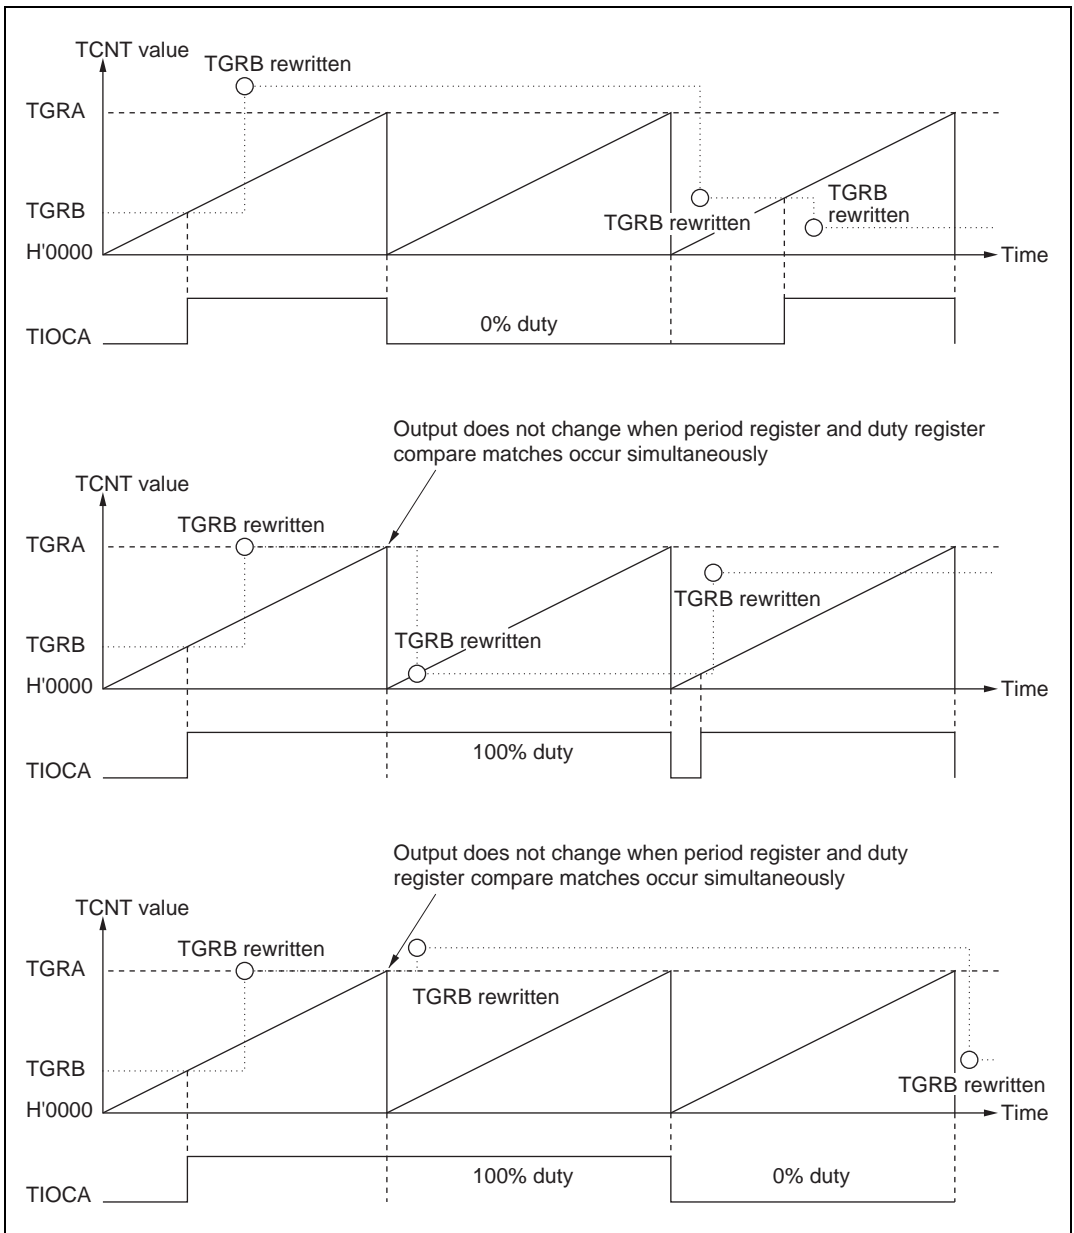 TCNT value
TGRB rewritten
TGRA
TGRB
rewritten
TGRB
TGRB rewritten
H'0000
Time
0% duty
TIOCA
Output does not change when period register and duty register
compare matches occur simultaneously
TCNT value
TGRB rewritten
TGRA
TGRB rewritten
TGRB
TGRB rewritten
H'0000
Time
100% duty
TIOCA
Output does not change when period register and duty
register compare matches occur simultaneously
TCNT value
TGRB rewritten
TGRA
TGRB rewritten
TGRB
TGRB rewritten
H'0000
Time
100% duty
0% duty
TIOCA